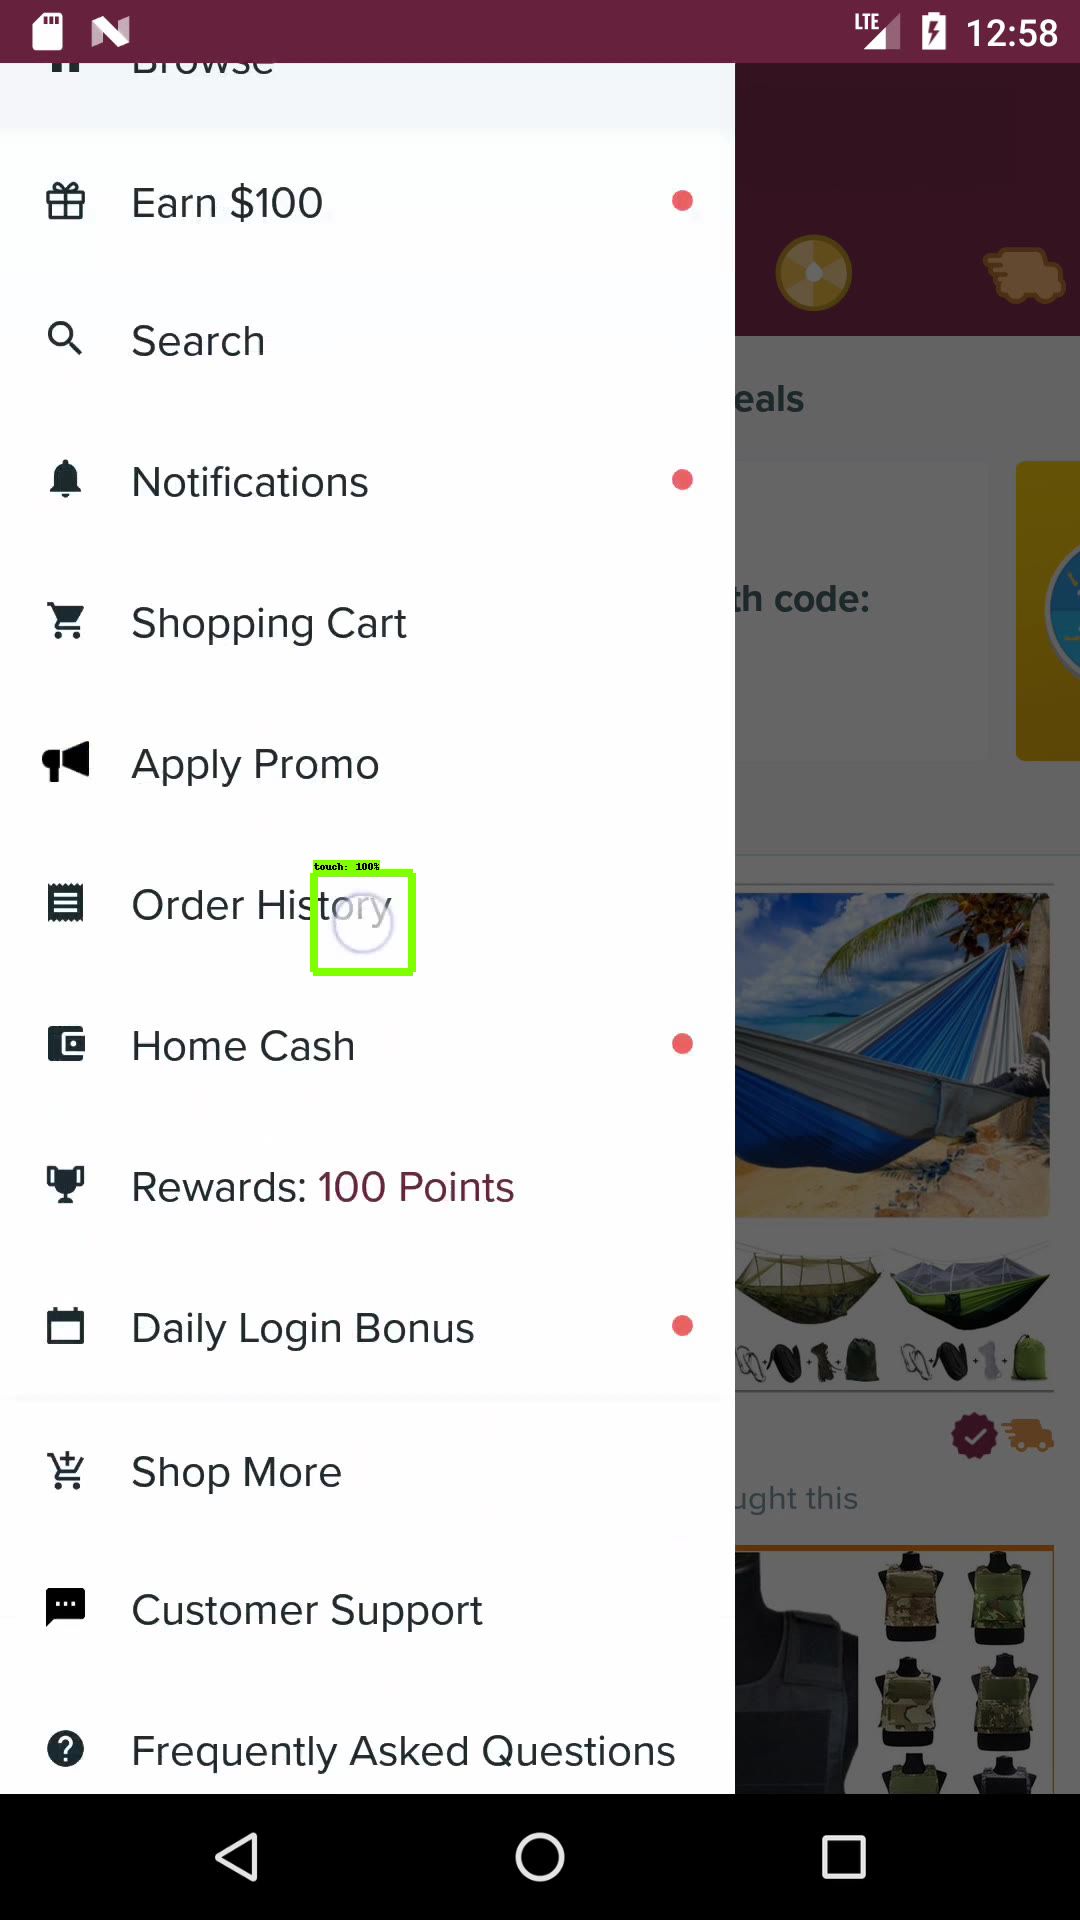 LTE 12:58
Browse
Earn $100
Search
eals
Notifications
th code:
Shopping Cart
Apply Promo
touch: 100%
Order History
Home Cash
Rewards: 100 Points
Daily Login Bonus
Shop More
ught this
Customer Support
Frequently Asked Questions